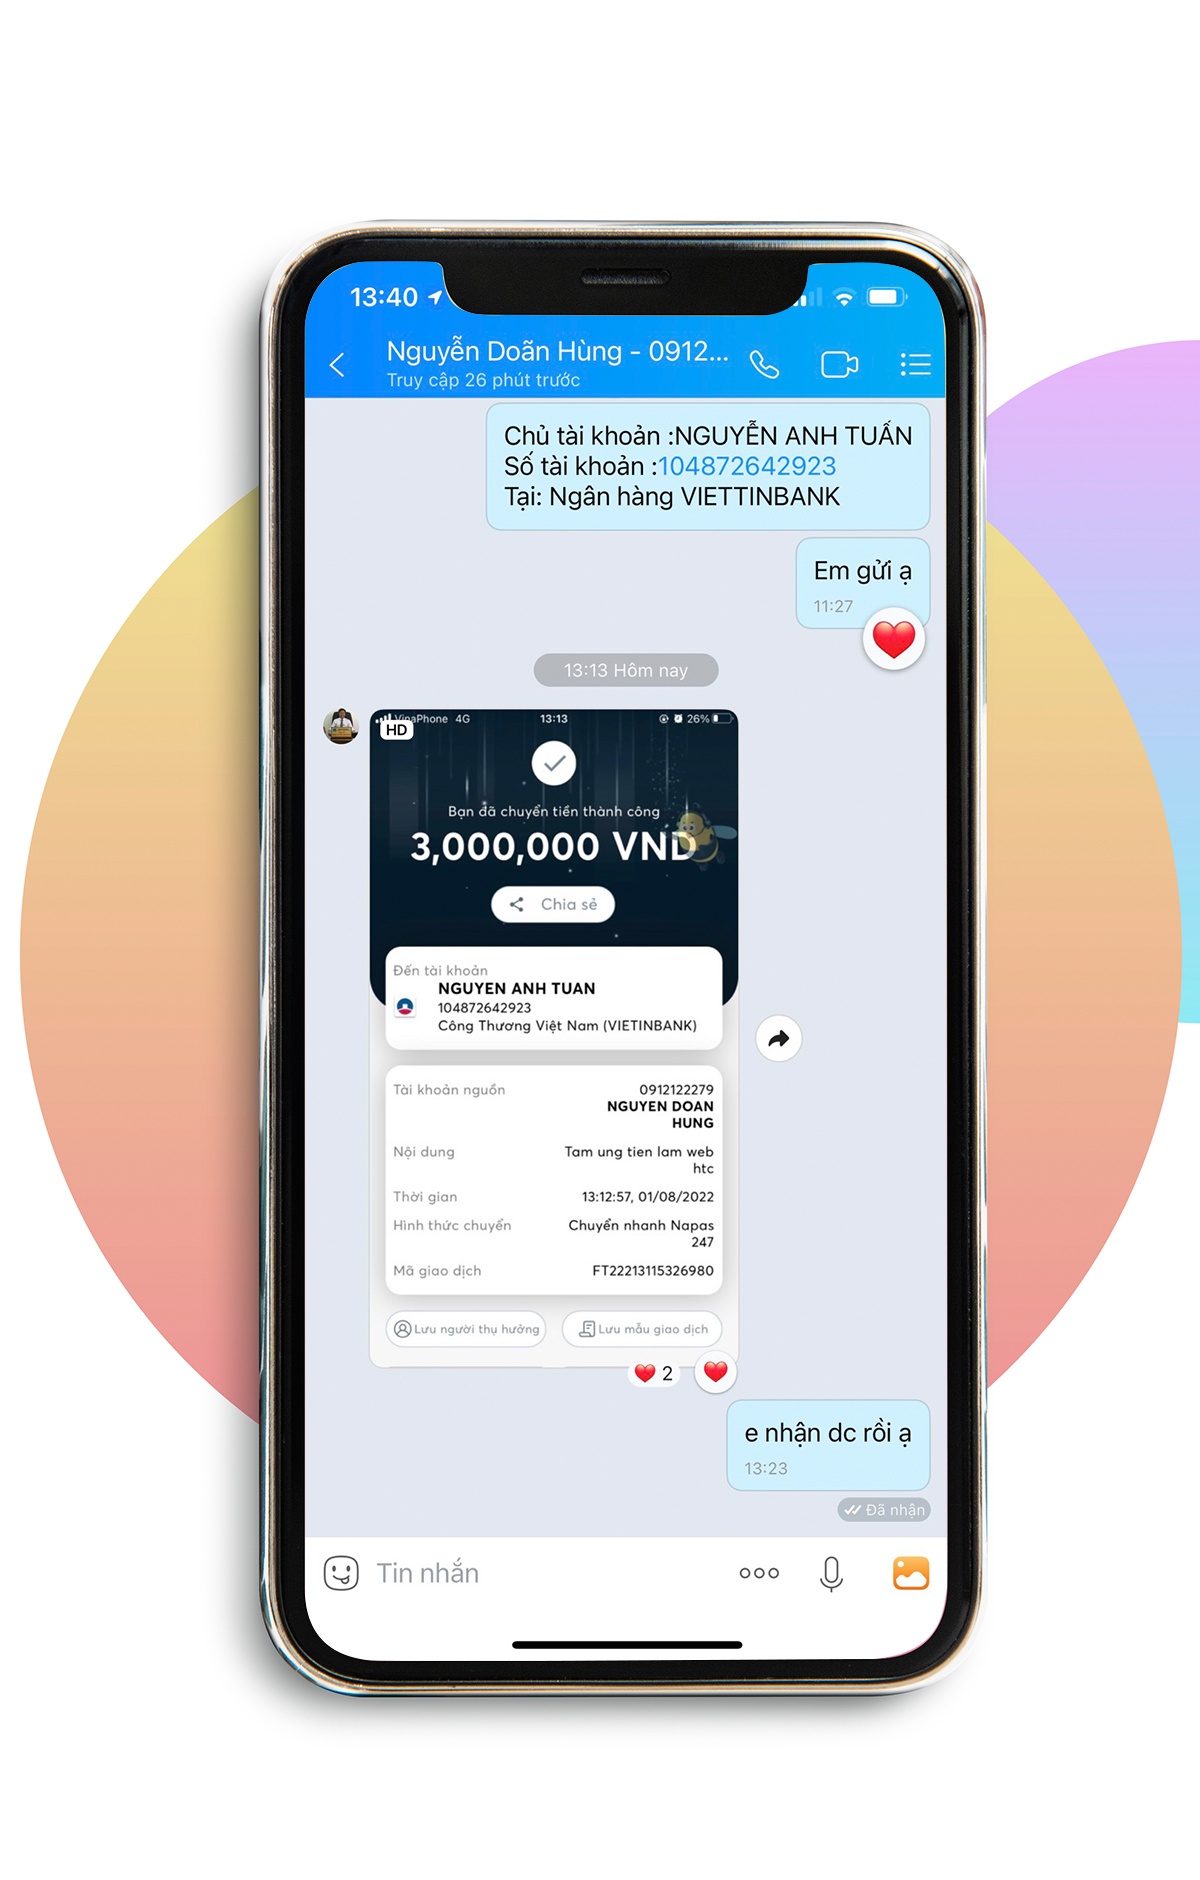 13:40
Nguyễn Doãn Hùng - 0912...
Truy cập 26 phút trước
Chủ tài khoản :NGUYỄN ANH TUẤN
Số tài khoản :104872642923
Tại: Ngân hàng VIETTINBANK
Em gửi ạ
11:27
13:13 Hôm nay
VinaPhone 4G 13:13 26%
HD
Bạn đã chuyển tiền thành công
3,000,000 VND
Chia sẻ
Đến tài khoản
NGUYEN ANH TUAN
104872642923
Công Thương Việt Nam (VIETINBANK)
Tài khoản nguồn 0912122279
NGUYEN DOAN
HUNG
Nội dung Tam ung tien lam web
htc
Thời gian 13:12:57, 01/08/2022
Hình thức chuyển Chuyển nhanh Napas
247
Mã giao dịch FT22213115326980
Lưu người thụ hưởng Lưu mẫu giao dịch
2
e nhận dc rồi ạ
13:23
Đã nhận
Tin nhắn